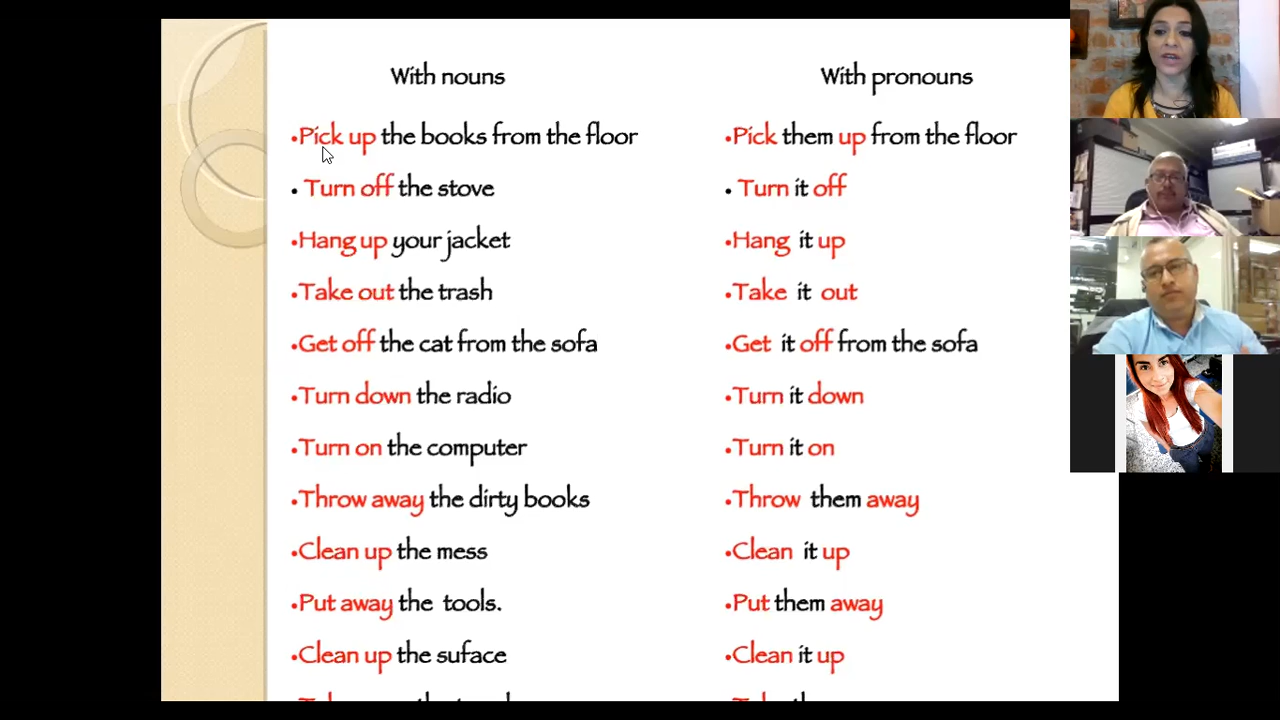 With nouns
With pronouns
•Pick up the books from the floor
•Pick them up from the floor
• Turn off the stove
• Turn it off
•Hang up your jacket
•Hang it up
•Take out the trash
•Take it out
•Get off the cat from the sofa
•Get it off from the sofa
•Turn down the radio
•Turn it down
•Turn on the computer
•Turn it on
•Throw away the dirty books
•Throw them away
•Clean up the mess
•Clean it up
•Put away the tools.
•Put them away
•Clean up the suface
•Clean it up